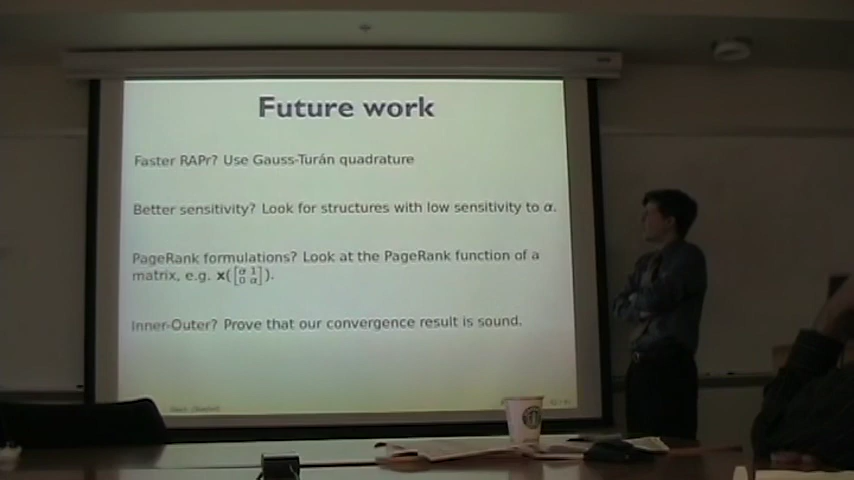 Future work
Faster RAPr? Use Gauss-Turán quadrature
Better sensitivity? Look for structures with low sensitivity to α.
PageRank formulations? Look at the PageRank function of a
matrix, e.g. x([α 1
0 α]).
Inner-Outer? Prove that our convergence result is sound.